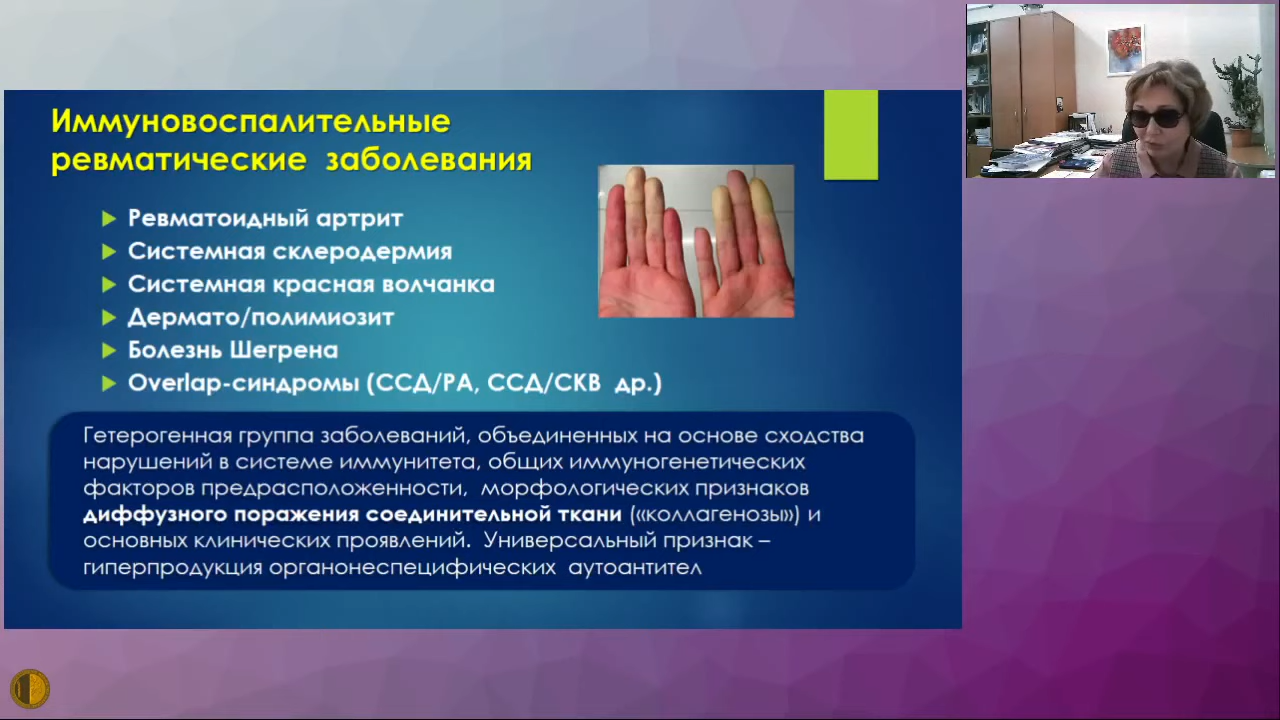 Иммуновоспалительные
ревматические заболевания
Ревматоидный артрит
Системная склеродермия
Системная красная волчанка
Дермато/полимиозит
Болезнь Шегрена
Overlap-синдромы (ССД/РА, ССД/СКВ др.)
Гетерогенная группа заболеваний, объединенных на основе сходства
нарушений в системе иммунитета, общих иммуногенетических
факторов предрасположенности, морфологических признаков
диффузного поражения соединительной ткани («коллагенозы») и
основных клинических проявлений. Универсальный признак –
гиперпродукция органонеспецифических аутоантител